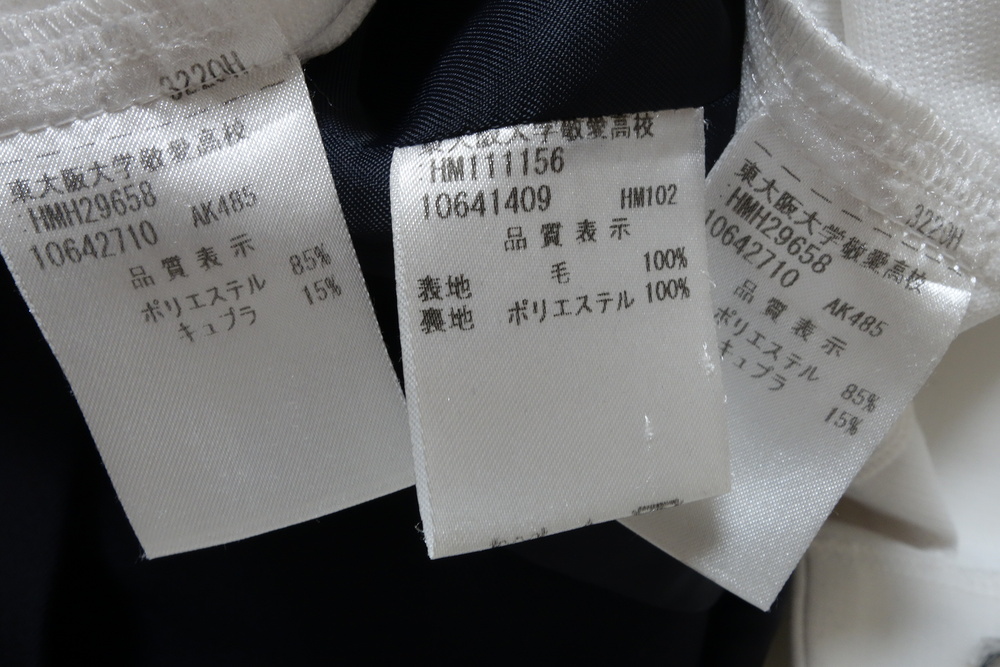 3220H
東大阪大学敬愛高校
HMH29658
10642710 AK485
品質表示
ポリエステル 85%
キュプラ 15%
東大阪大学敬愛高校
HM111156
10641409 HM102
品質表示
表地 毛 100%
裏地 ポリエステル 100%
3220H
東大阪大学敬愛高校
HMH29658
10642710 AK485
品質表示
ポリエステル 85%
キュプラ 15%